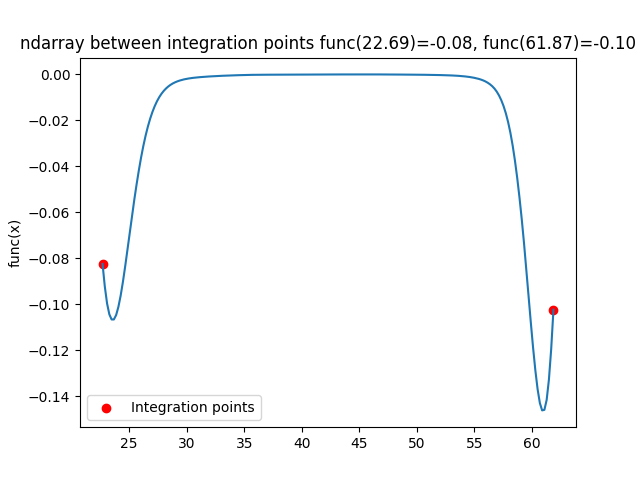 ndarray between integration points func(22.69)=-0.08, func(61.87)=-0.10
0.00
−0.02
−0.04
−0.06
−0.08
−0.10
−0.12
−0.14
func(x)
Integration points
25 30 35 40 45 50 55 60